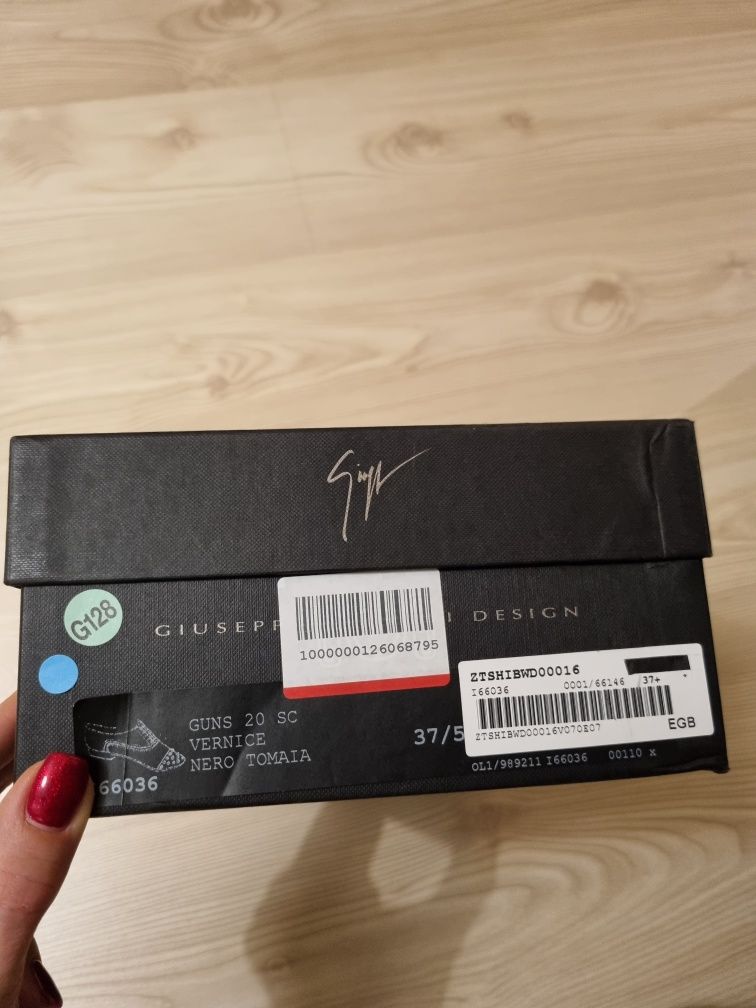 G128
GIUSEPP I DESIGN
1000000126068795
ZTSHIBWD00016
I66036 0001/66146 37+ *
ZTSHIBWD00016V070E07
EGB
GUNS 20 SC
VERNICE 37/5
NERO TOMAIA
66036
OL1/989211 I66036 00110 x